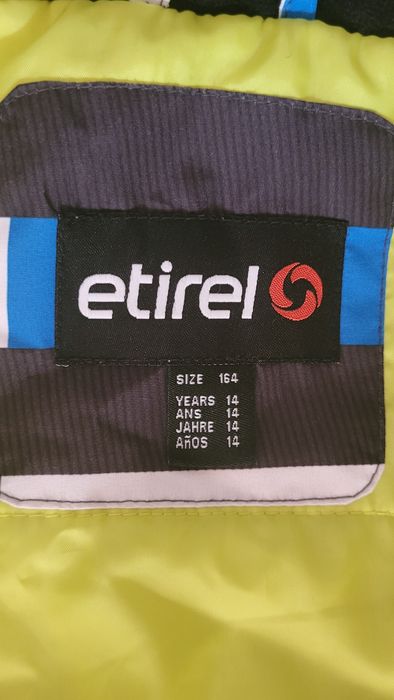 etirel
SIZE 164
YEARS 14
ANS 14
JAHRE 14
AÑOS 14